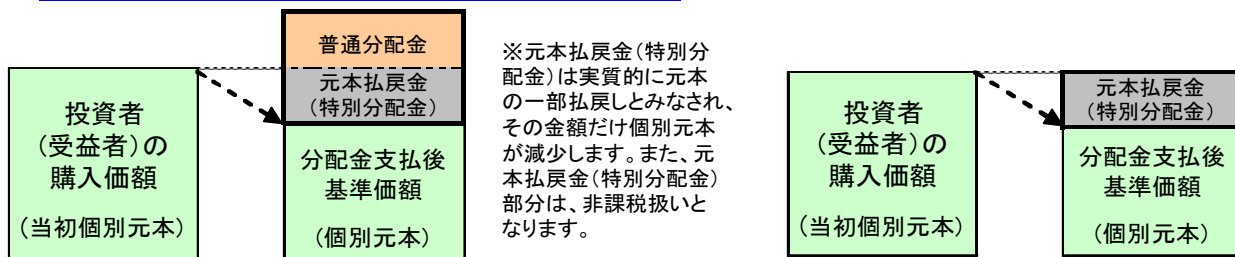 投資者
(受益者)の
購入価額
(当初個別元本)
普通分配金
元本払戻金
(特別分配金)
分配金支払後
基準価額
(個別元本)
※元本払戻金(特別分
配金)は実質的に元本
の一部払戻しとみなされ、
その金額だけ個別元本
が減少します。また、元
本払戻金(特別分配金)
部分は、非課税扱いと
なります。
投資者
(受益者)の
購入価額
(当初個別元本)
元本払戻金
(特別分配金)
分配金支払後
基準価額
(個別元本)